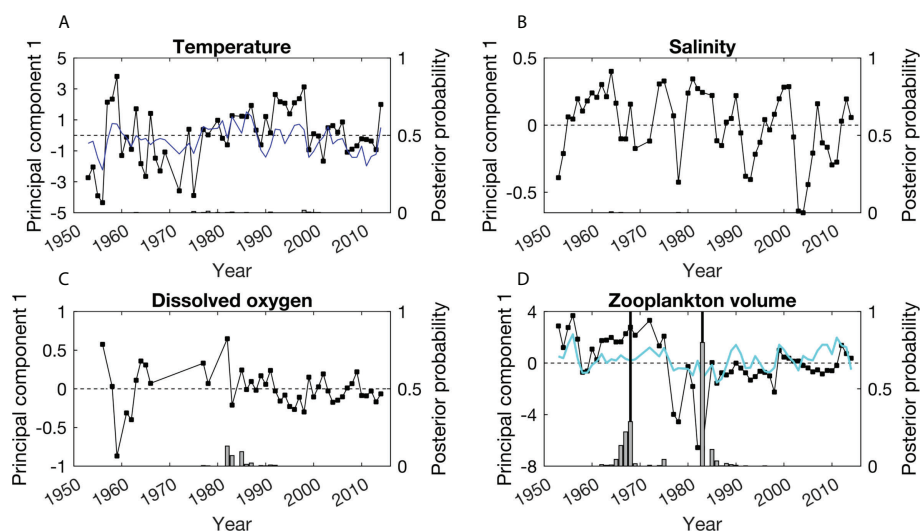 A
Temperature
Principal component 1
5
3
1
-1
-3
-5
1
0.5
0
Posterior probability
1950
1960
1970
1980
1990
2000
2010
Year
B
Salinity
Principal component 1
0.5
0
-0.5
1
0.5
0
Posterior probability
1950
1960
1970
1980
1990
2000
2010
Year
C
Dissolved oxygen
Principal component 1
1
0.5
0
-0.5
-1
1
0.5
0
Posterior probability
1950
1960
1970
1980
1990
2000
2010
Year
D
Zooplankton volume
Principal component 1
4
0
-4
-8
1
0.5
0
Posterior probability
1950
1960
1970
1980
1990
2000
2010
Year